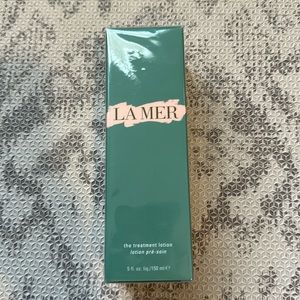 LA MER
the treatment lotion
lotion pré-soin
5 fl. oz. liq./150 ml ℮